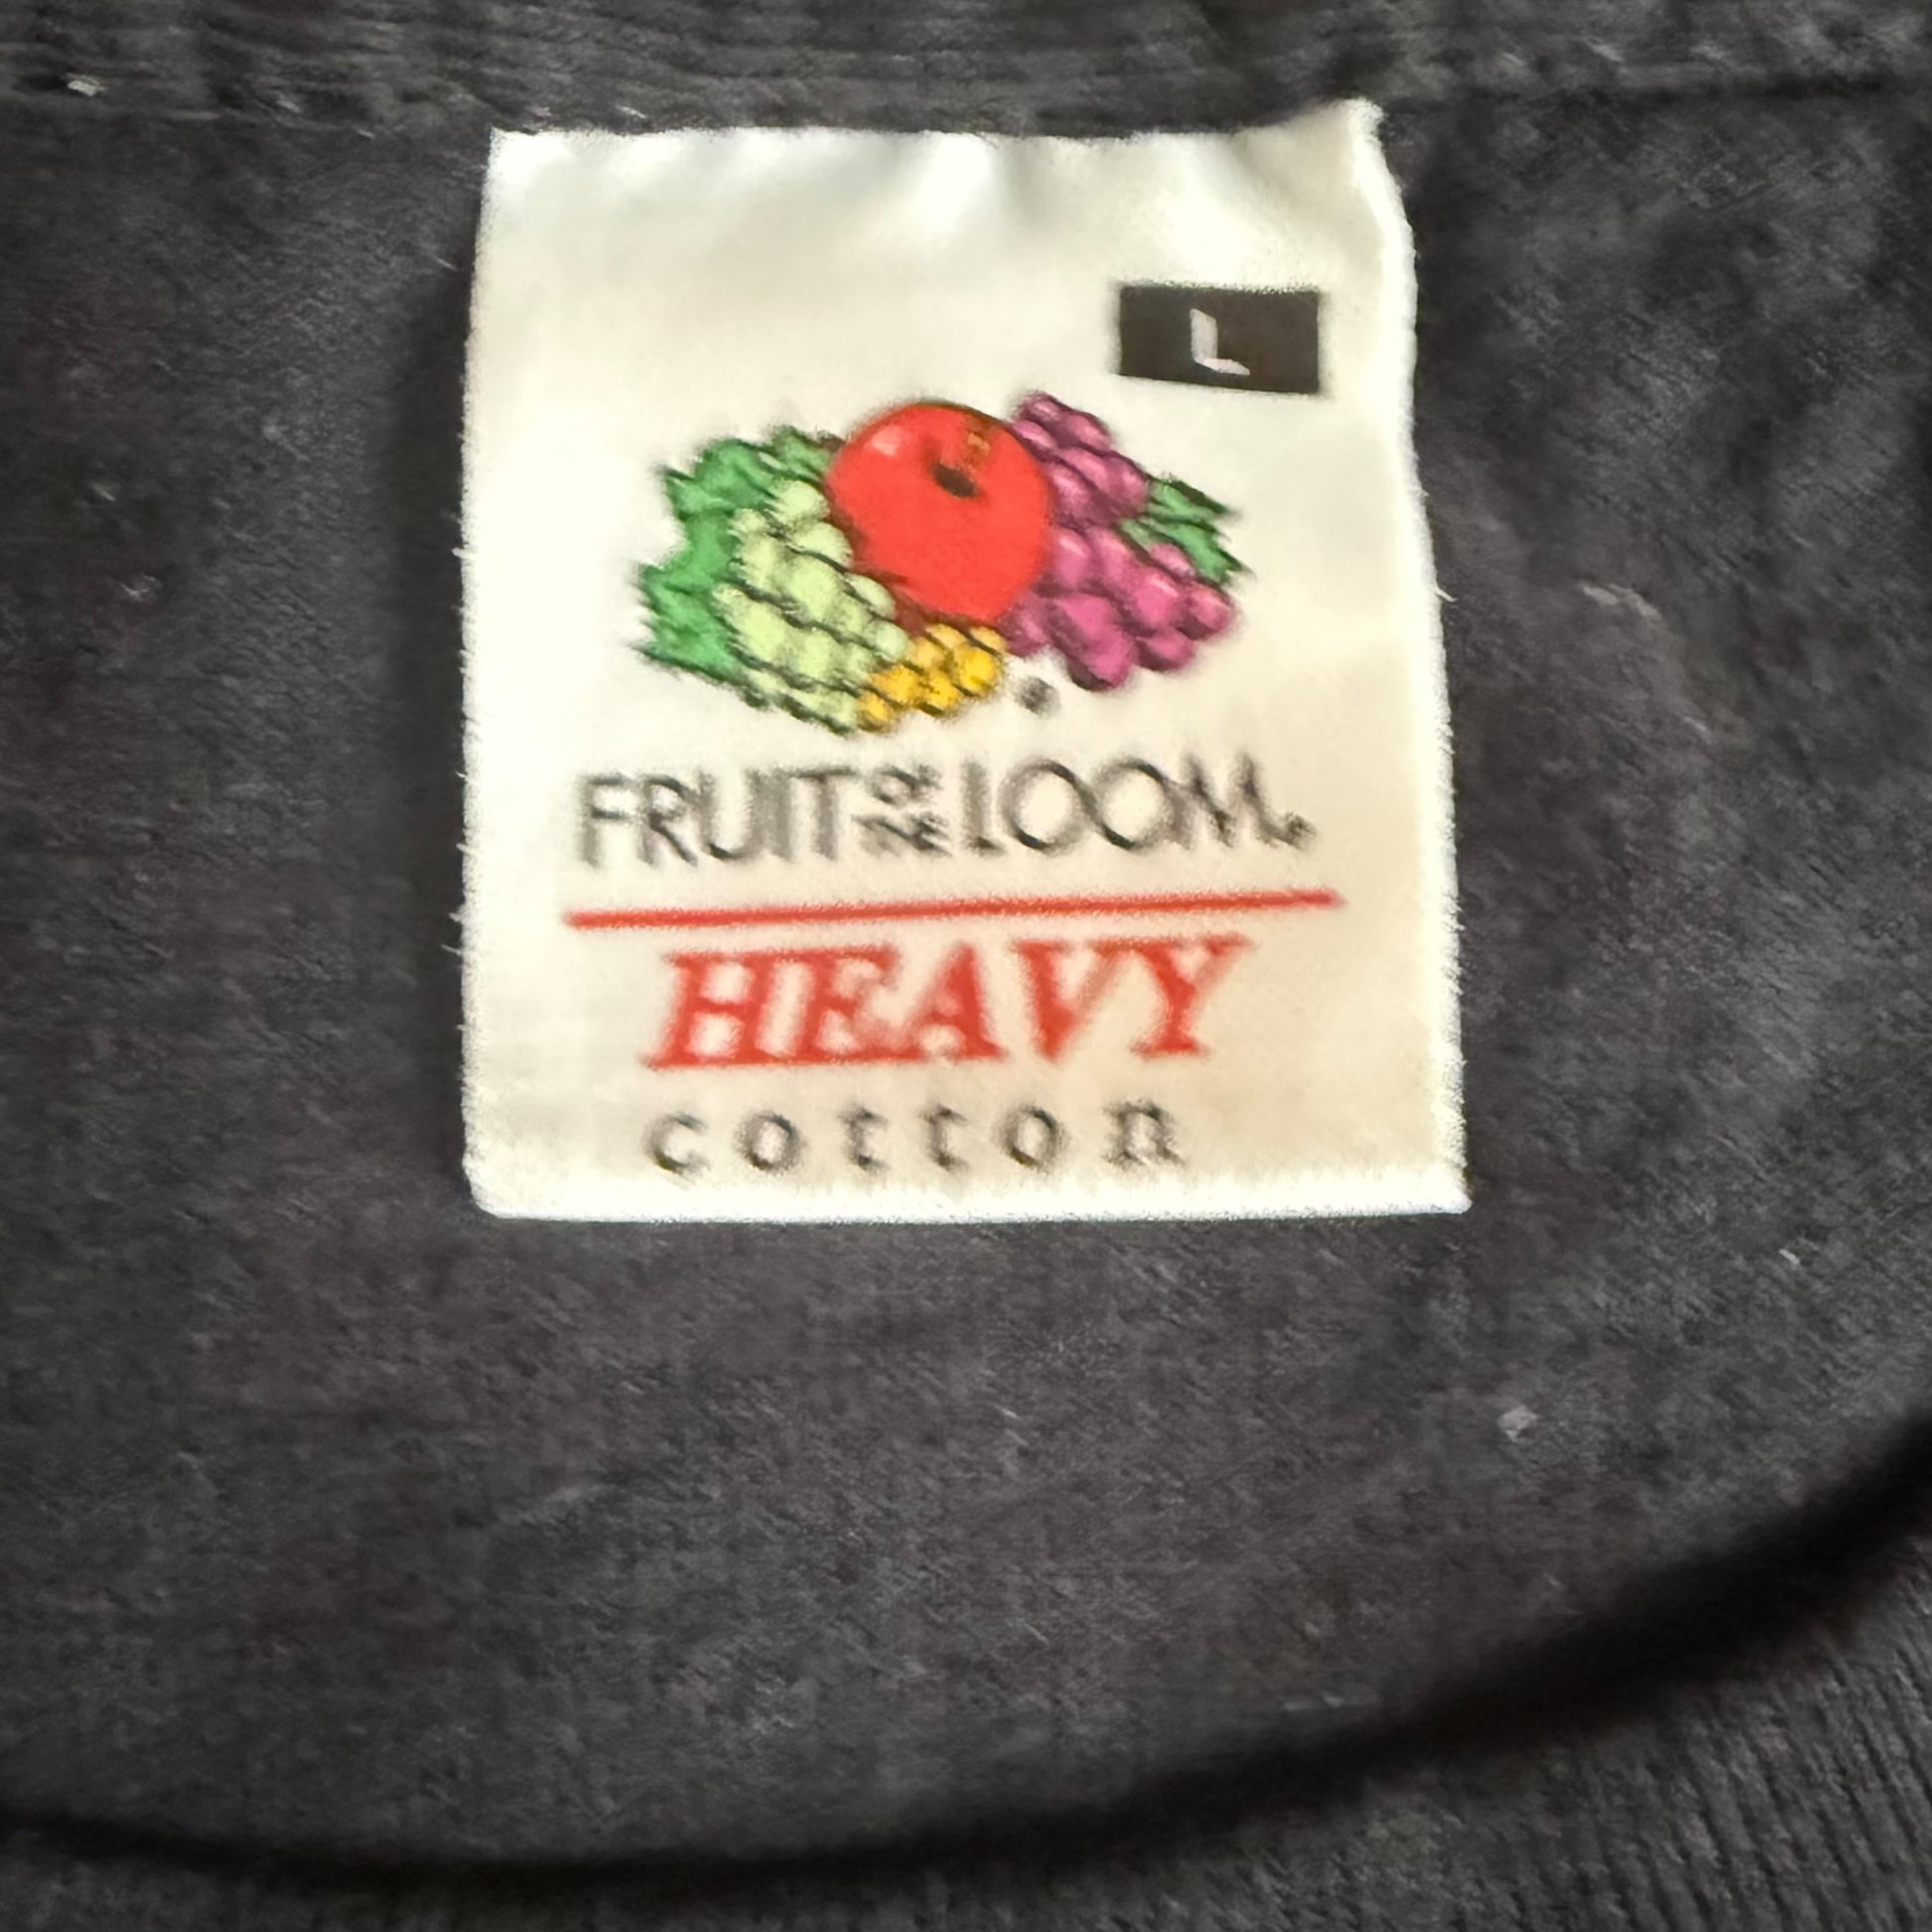 L
FRUIT OF THE LOOM®
HEAVY
cotton